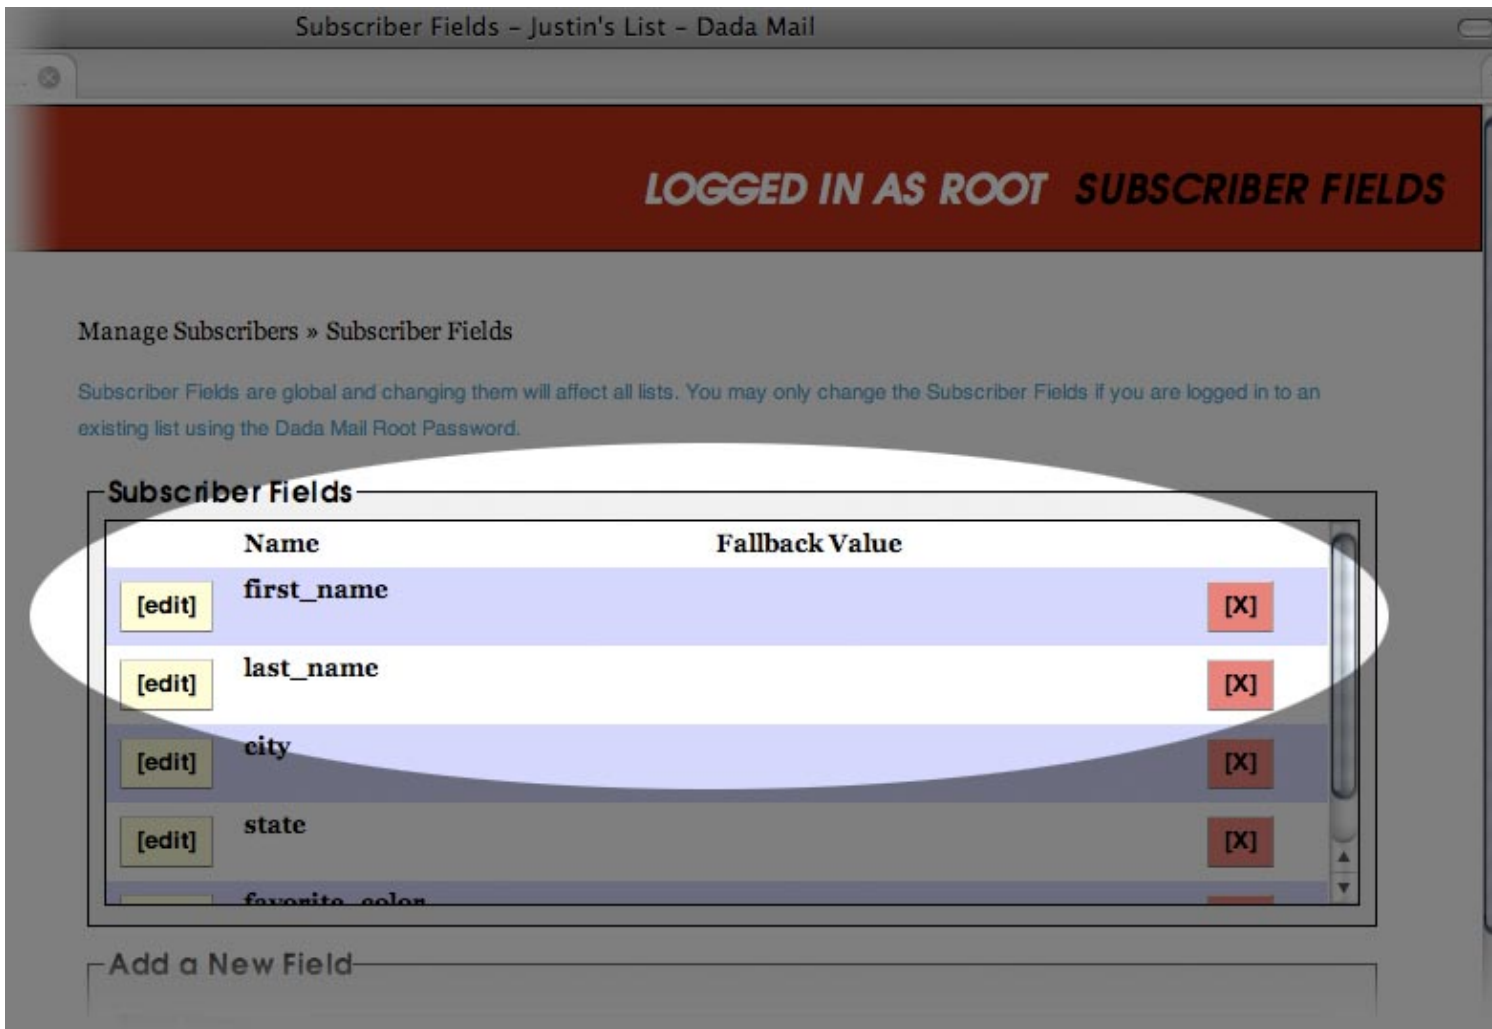 Subscriber Fields – Justin's List – Dada Mail
LOGGED IN AS ROOT SUBSCRIBER FIELDS
Manage Subscribers » Subscriber Fields
Subscriber Fields are global and changing them will affect all lists. You may only change the Subscriber Fields if you are logged in to an
existing list using the Dada Mail Root Password.
Subscriber Fields
Name Fallback Value
[edit] first_name [X]
[edit] last_name [X]
[edit] city [X]
[edit] state [X]
favorite_color
Add a New Field